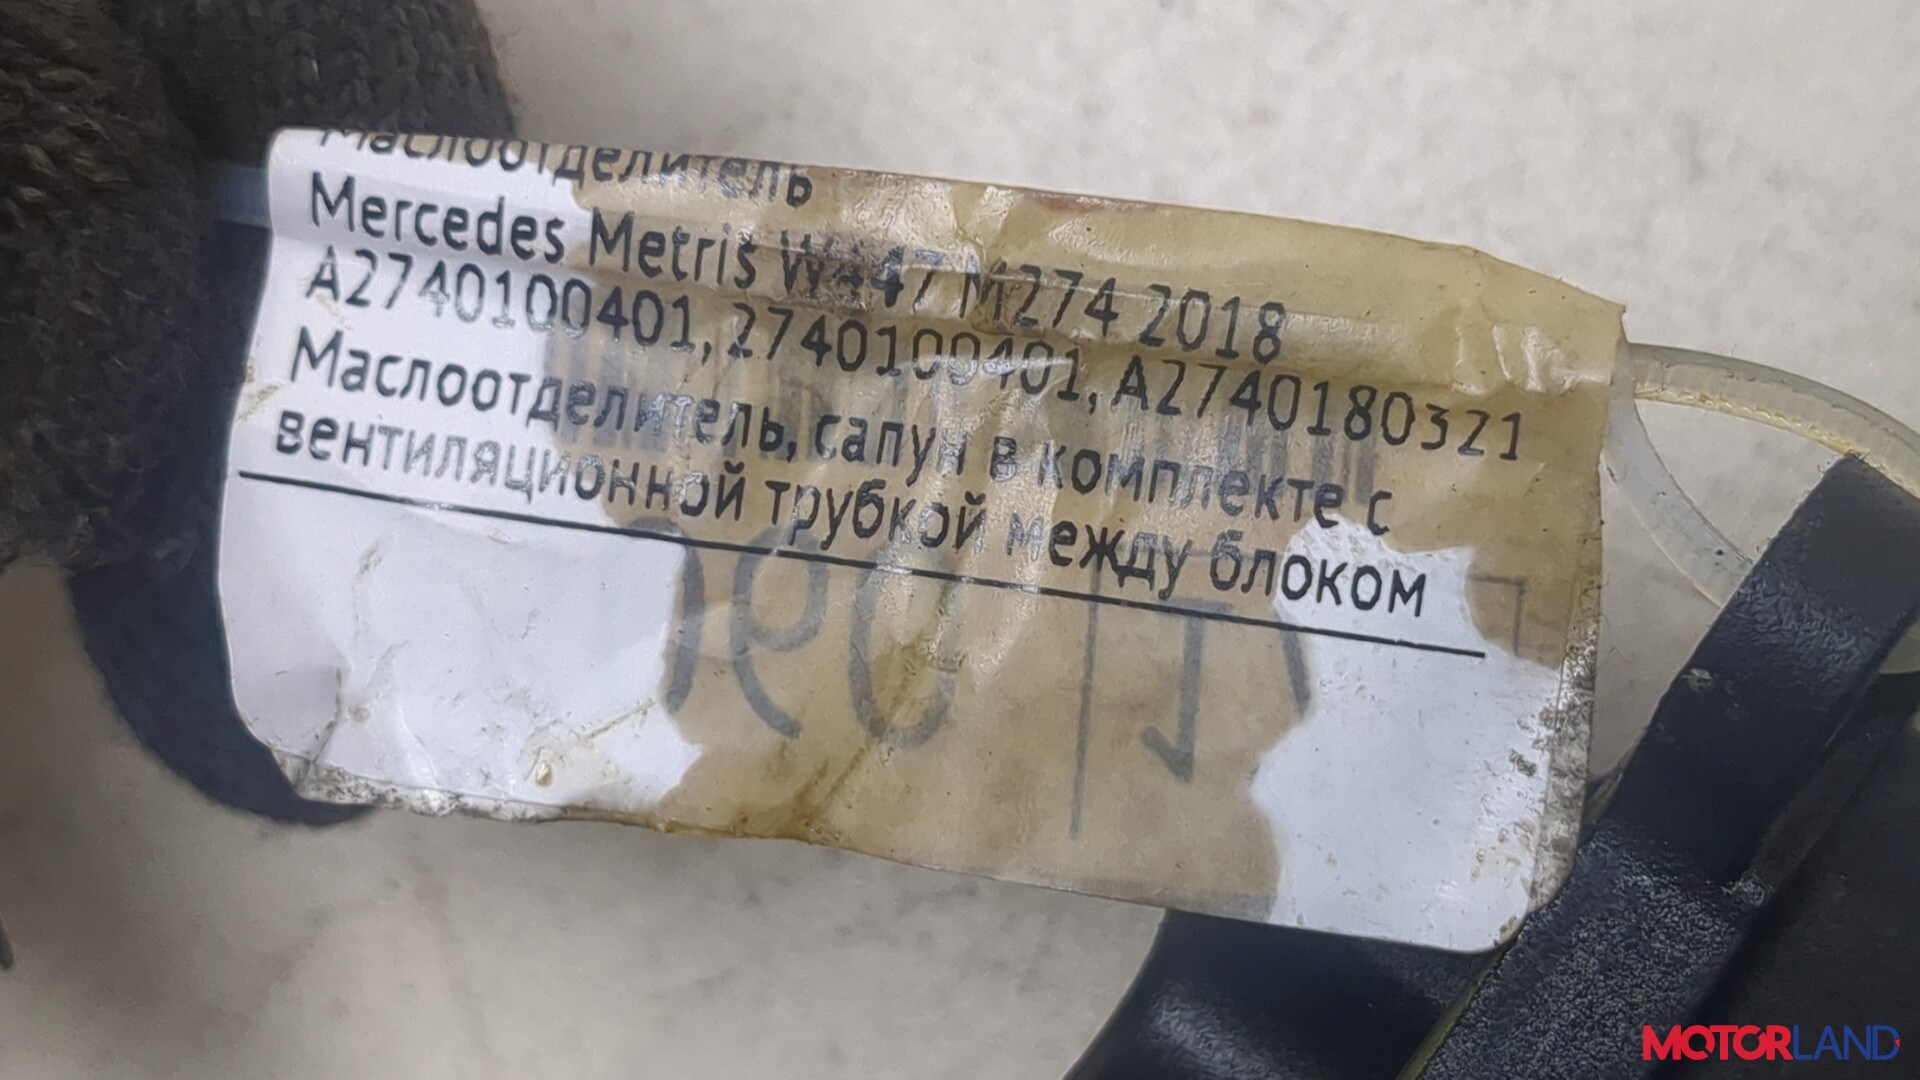 Маслоотделитель
Mercedes Metris W447 M274 2018
A2740100401, 2740100401, A2740180321
Маслоотделитель, сапун в комплекте с
вентиляционной трубкой между блоком
MOTORLAND